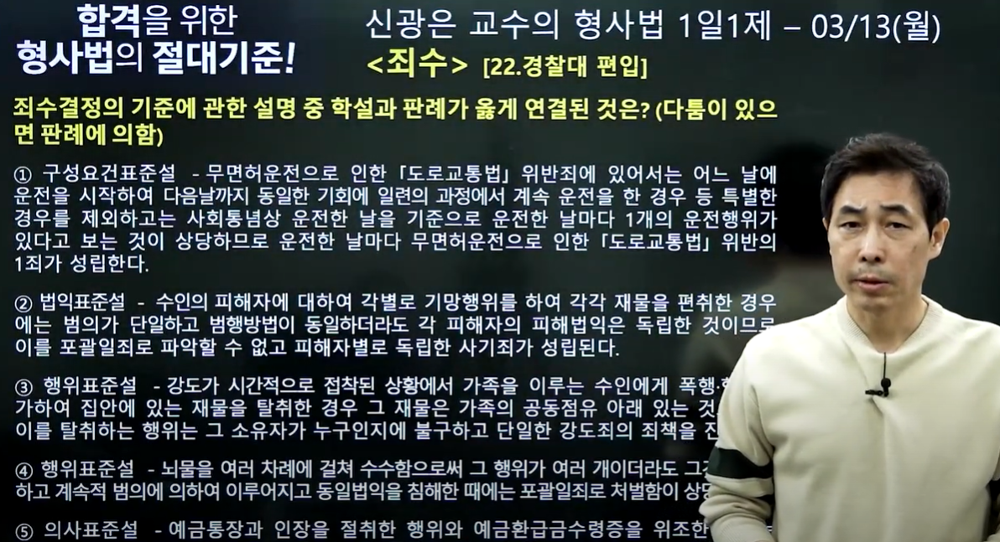 합격을 위한
형사법의 절대기준!
신광은 교수의 형사법 1일1제 – 03/13(월)
<죄수> [22.경찰대 편입]
죄수결정의 기준에 관한 설명 중 학설과 판례가 옳게 연결된 것은? (다툼이 있으
면 판례에 의함)
① 구성요건표준설 - 무면허운전으로 인한 「도로교통법」 위반죄에 있어서는 어느 날에
운전을 시작하여 다음날까지 동일한 기회에 일련의 과정에서 계속 운전을 한 경우 등 특별한
경우를 제외하고는 사회통념상 운전한 날을 기준으로 운전한 날마다 1개의 운전행위가
있다고 보는 것이 상당하므로 운전한 날마다 무면허운전으로 인한 「도로교통법」 위반의
1죄가 성립한다.
② 법익표준설 - 수인의 피해자에 대하여 각별로 기망행위를 하여 각각 재물을 편취한 경우
에는 범의가 단일하고 범행방법이 동일하더라도 각 피해자의 피해법익은 독립한 것이므로
이를 포괄일죄로 파악할 수 없고 피해자별로 독립한 사기죄가 성립된다.
③ 행위표준설 - 강도가 시간적으로 접착된 상황에서 가족을 이루는 수인에게 폭행·
가하여 집안에 있는 재물을 탈취한 경우 그 재물은 가족의 공동점유 아래 있는
이를 탈취하는 행위는 그 소유자가 누구인지에 불구하고 단일한 강도죄의 죄책을
④ 행위표준설 - 뇌물을 여러 차례에 걸쳐 수수함으로써 그 행위가 여러 개이더라도
하고 계속적 범의에 의하여 이루어지고 동일법익을 침해한 때에는 포괄일죄로 처벌함이
⑤ 의사표준설 - 예금통장과 인장을 절취한 행위와 예금환급금수령증을 위조한